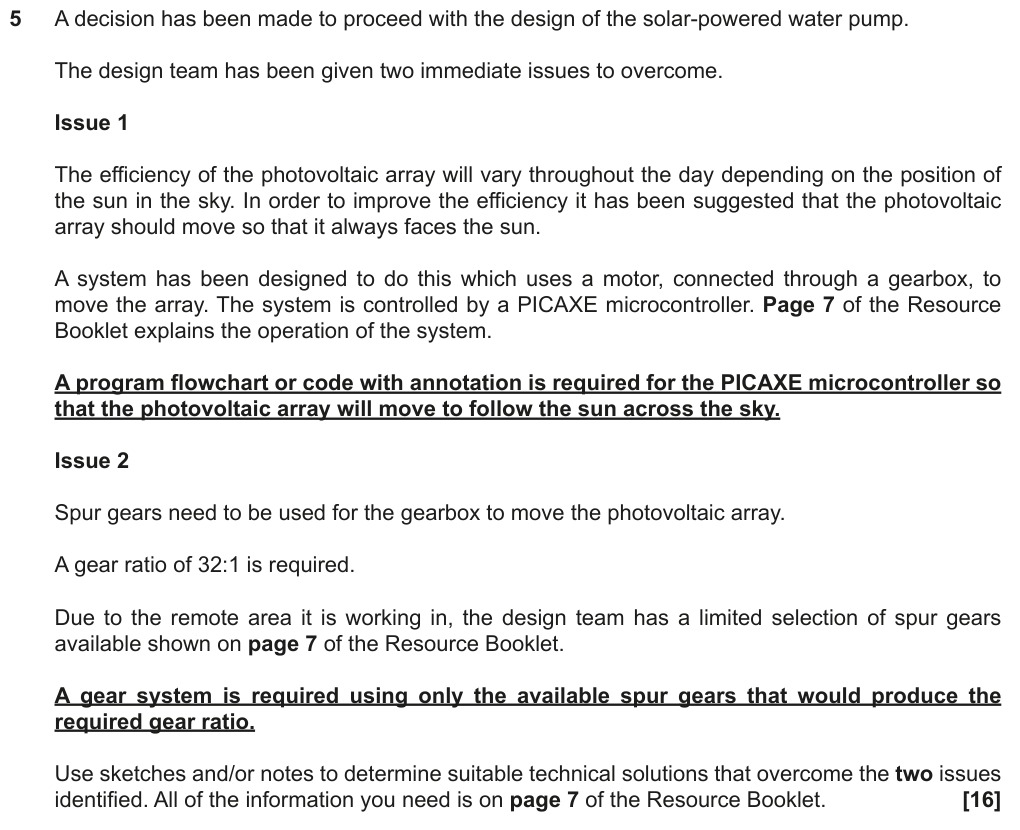 5 A decision has been made to proceed with the design of the solar-powered water pump.
The design team has been given two immediate issues to overcome.
Issue 1
The efficiency of the photovoltaic array will vary throughout the day depending on the position of
the sun in the sky. In order to improve the efficiency it has been suggested that the photovoltaic
array should move so that it always faces the sun.
A system has been designed to do this which uses a motor, connected through a gearbox, to
move the array. The system is controlled by a PICAXE microcontroller. Page 7 of the Resource
Booklet explains the operation of the system.
A program flowchart or code with annotation is required for the PICAXE microcontroller so
that the photovoltaic array will move to follow the sun across the sky.
Issue 2
Spur gears need to be used for the gearbox to move the photovoltaic array.
A gear ratio of 32:1 is required.
Due to the remote area it is working in, the design team has a limited selection of spur gears
available shown on page 7 of the Resource Booklet.
A gear system is required using only the available spur gears that would produce the
required gear ratio.
Use sketches and/or notes to determine suitable technical solutions that overcome the two issues
identified. All of the information you need is on page 7 of the Resource Booklet. [16]